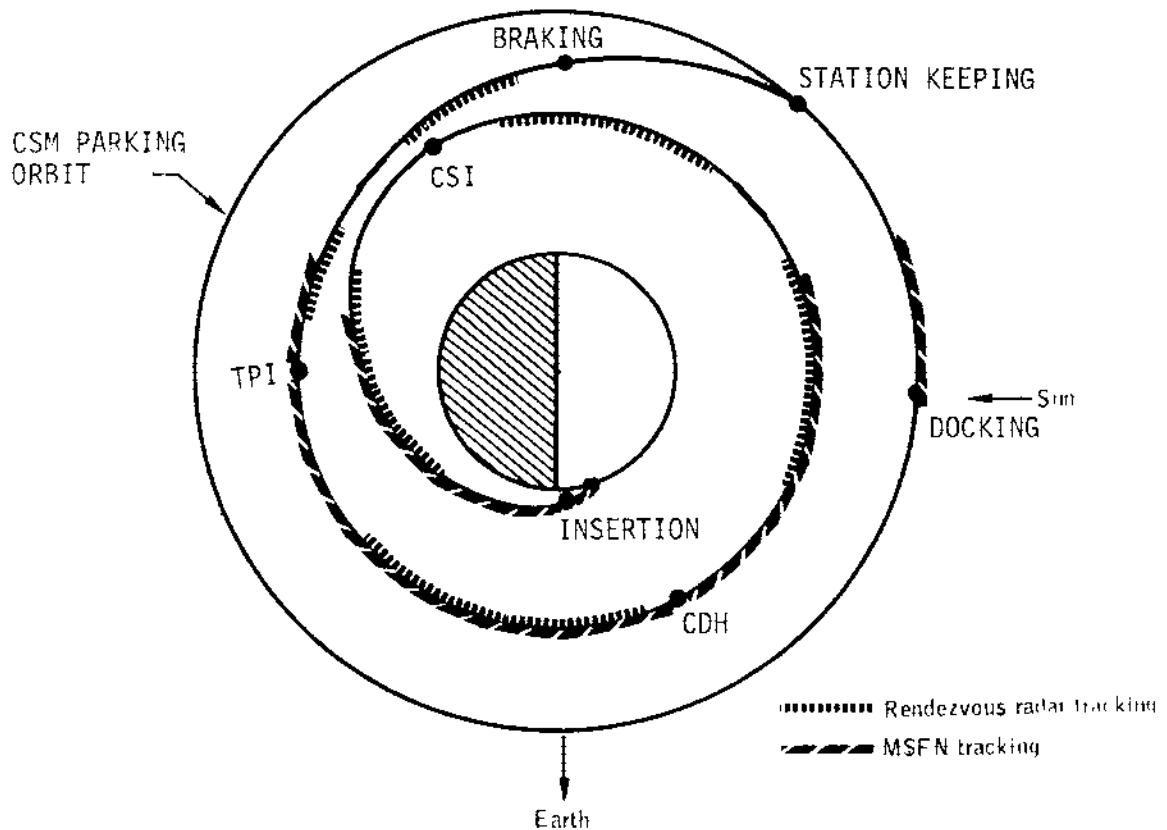 BRAKING
STATION KEEPING
CSM PARKING
ORBIT
CSI
TPI
Sun
DOCKING
INSERTION
CDH
Rendezvous radar tracking
MSFN tracking
Earth